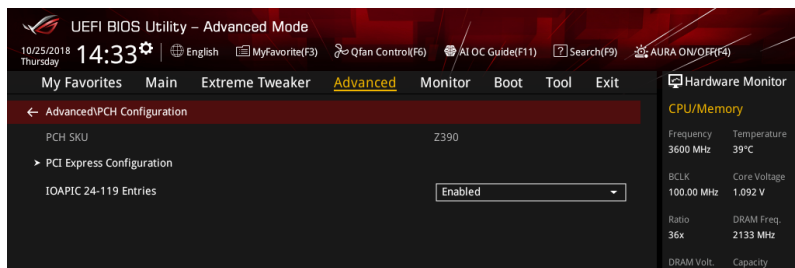 UEFI BIOS Utility – Advanced Mode
10/25/2018 Thursday 14:33 English MyFavorite(F3) Qfan Control(F6) AI OC Guide(F11) ? Search(F9) AURA ON/OFF(F4)
My Favorites Main Extreme Tweaker Advanced Monitor Boot Tool Exit
Hardware Monitor
← Advanced\PCH Configuration
PCH SKU Z390
> PCI Express Configuration
IOAPIC 24-119 Entries Enabled
CPU/Memory
Frequency Temperature
3600 MHz 39°C
BCLK Core Voltage
100.00 MHz 1.092 V
Ratio DRAM Freq.
36x 2133 MHz
DRAM Volt. Capacity